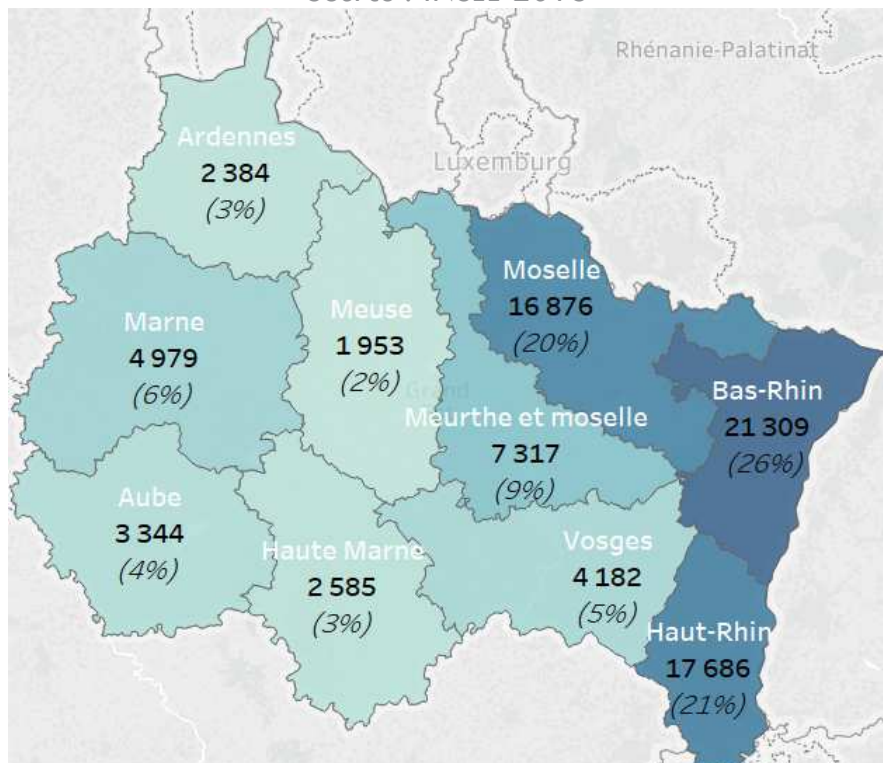 Rhénanie-Palatinat
Ardennes
2 384
(3%)
Luxemburg
Moselle
16 876
(20%)
Meuse
1 953
(2%)
Marne
4 979
(6%)
Grand
Bas-Rhin
21 309
(26%)
Meurthe et moselle
7 317
(9%)
Aube
3 344
(4%)
Haute Marne
2 585
(3%)
Vosges
4 182
(5%)
Haut-Rhin
17 686
(21%)